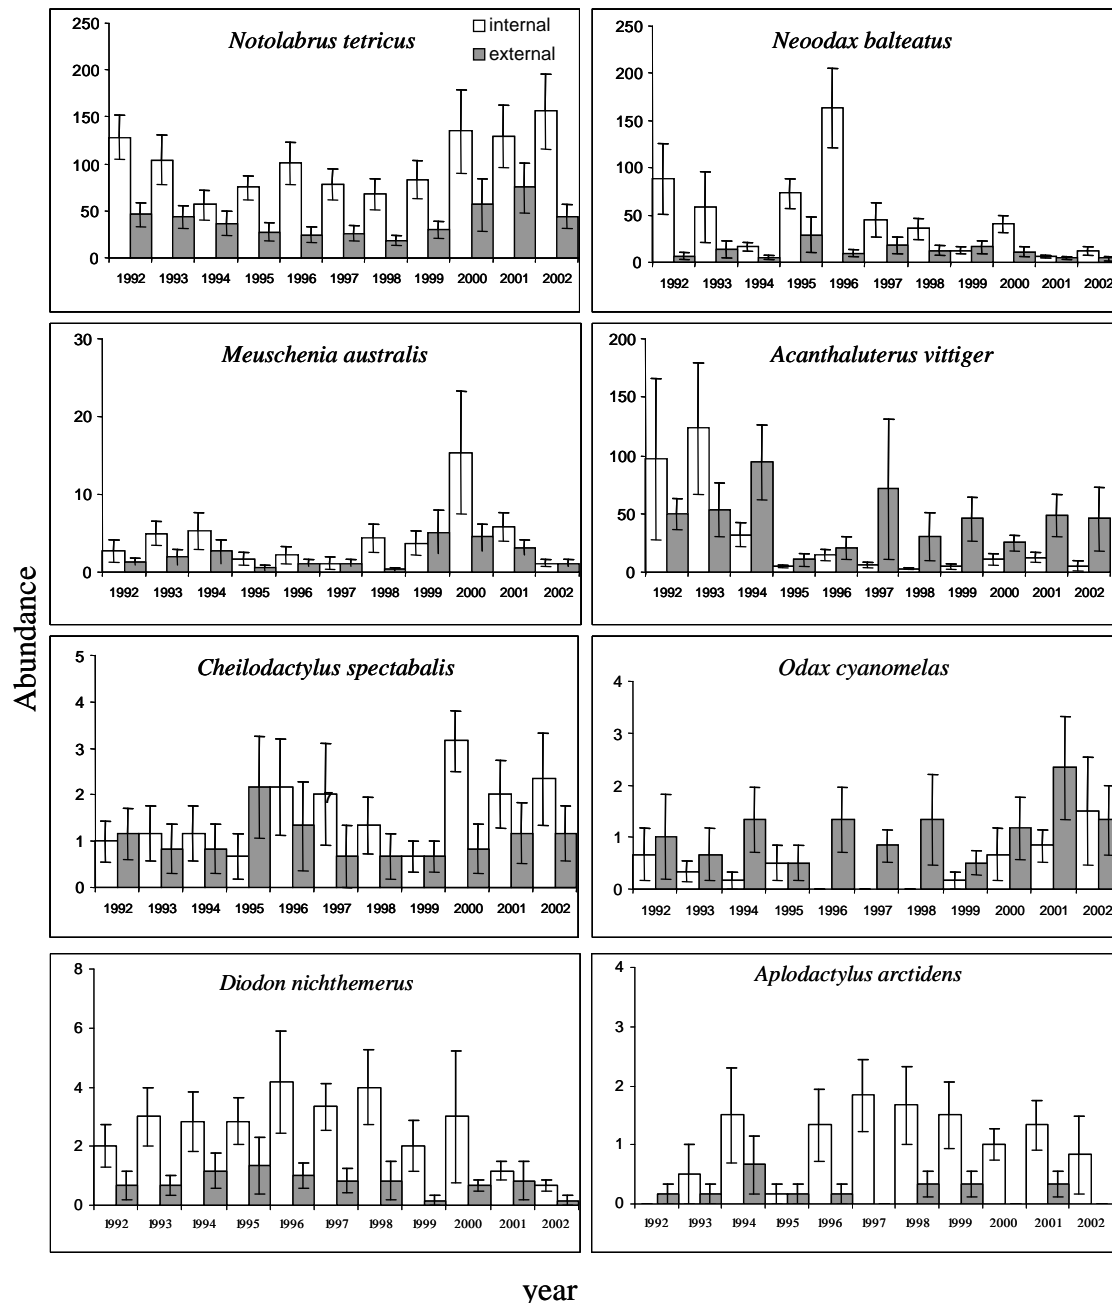 Abundance
Notolabrus tetricus
internal
external
250
200
150
100
50
0
1992 1993 1994 1995 1996 1997 1998 1999 2000 2001 2002
Neoodax balteatus
250
200
150
100
50
0
1992 1993 1994 1995 1996 1997 1998 1999 2000 2001 2002
Meuschenia australis
30
20
10
0
1992 1993 1994 1995 1996 1997 1998 1999 2000 2001 2002
Acanthaluterus vittiger
200
150
100
50
0
1992 1993 1994 1995 1996 1997 1998 1999 2000 2001 2002
Cheilodactylus spectabalis
5
4
3
2
1
0
7
1992 1993 1994 1995 1996 1997 1998 1999 2000 2001 2002
Odax cyanomelas
4
3
2
1
0
1992 1993 1994 1995 1996 1997 1998 1999 2000 2001 2002
Diodon nichthemerus
8
6
4
2
0
1992 1993 1994 1995 1996 1997 1998 1999 2000 2001 2002
Aplodactylus arctidens
4
3
2
1
0
1992 1993 1994 1995 1996 1997 1998 1999 2000 2001 2002
year